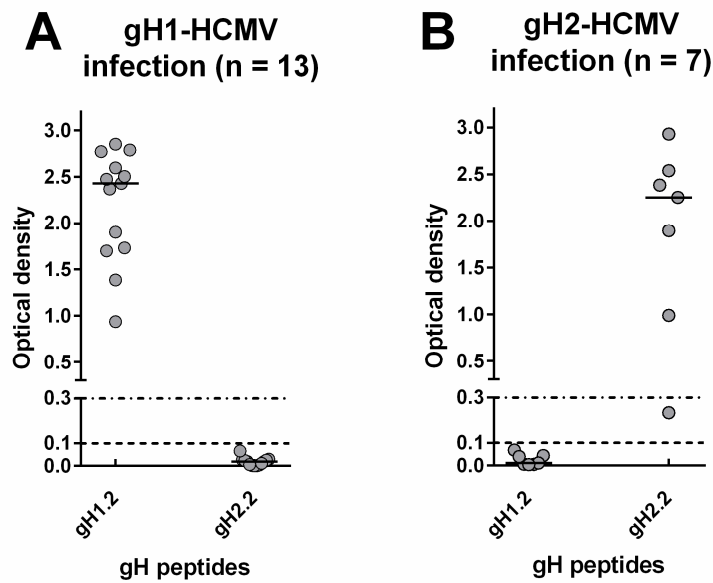 A
gH1-HCMV
infection (n = 13)
Optical density
3.0
2.5
2.0
1.5
1.0
0.5
0.3
0.1
0.0
gH1.2
gH2.2
gH peptides
B
gH2-HCMV
infection (n = 7)
Optical density
3.0
2.5
2.0
1.5
1.0
0.5
0.3
0.1
0.0
gH1.2
gH2.2
gH peptides